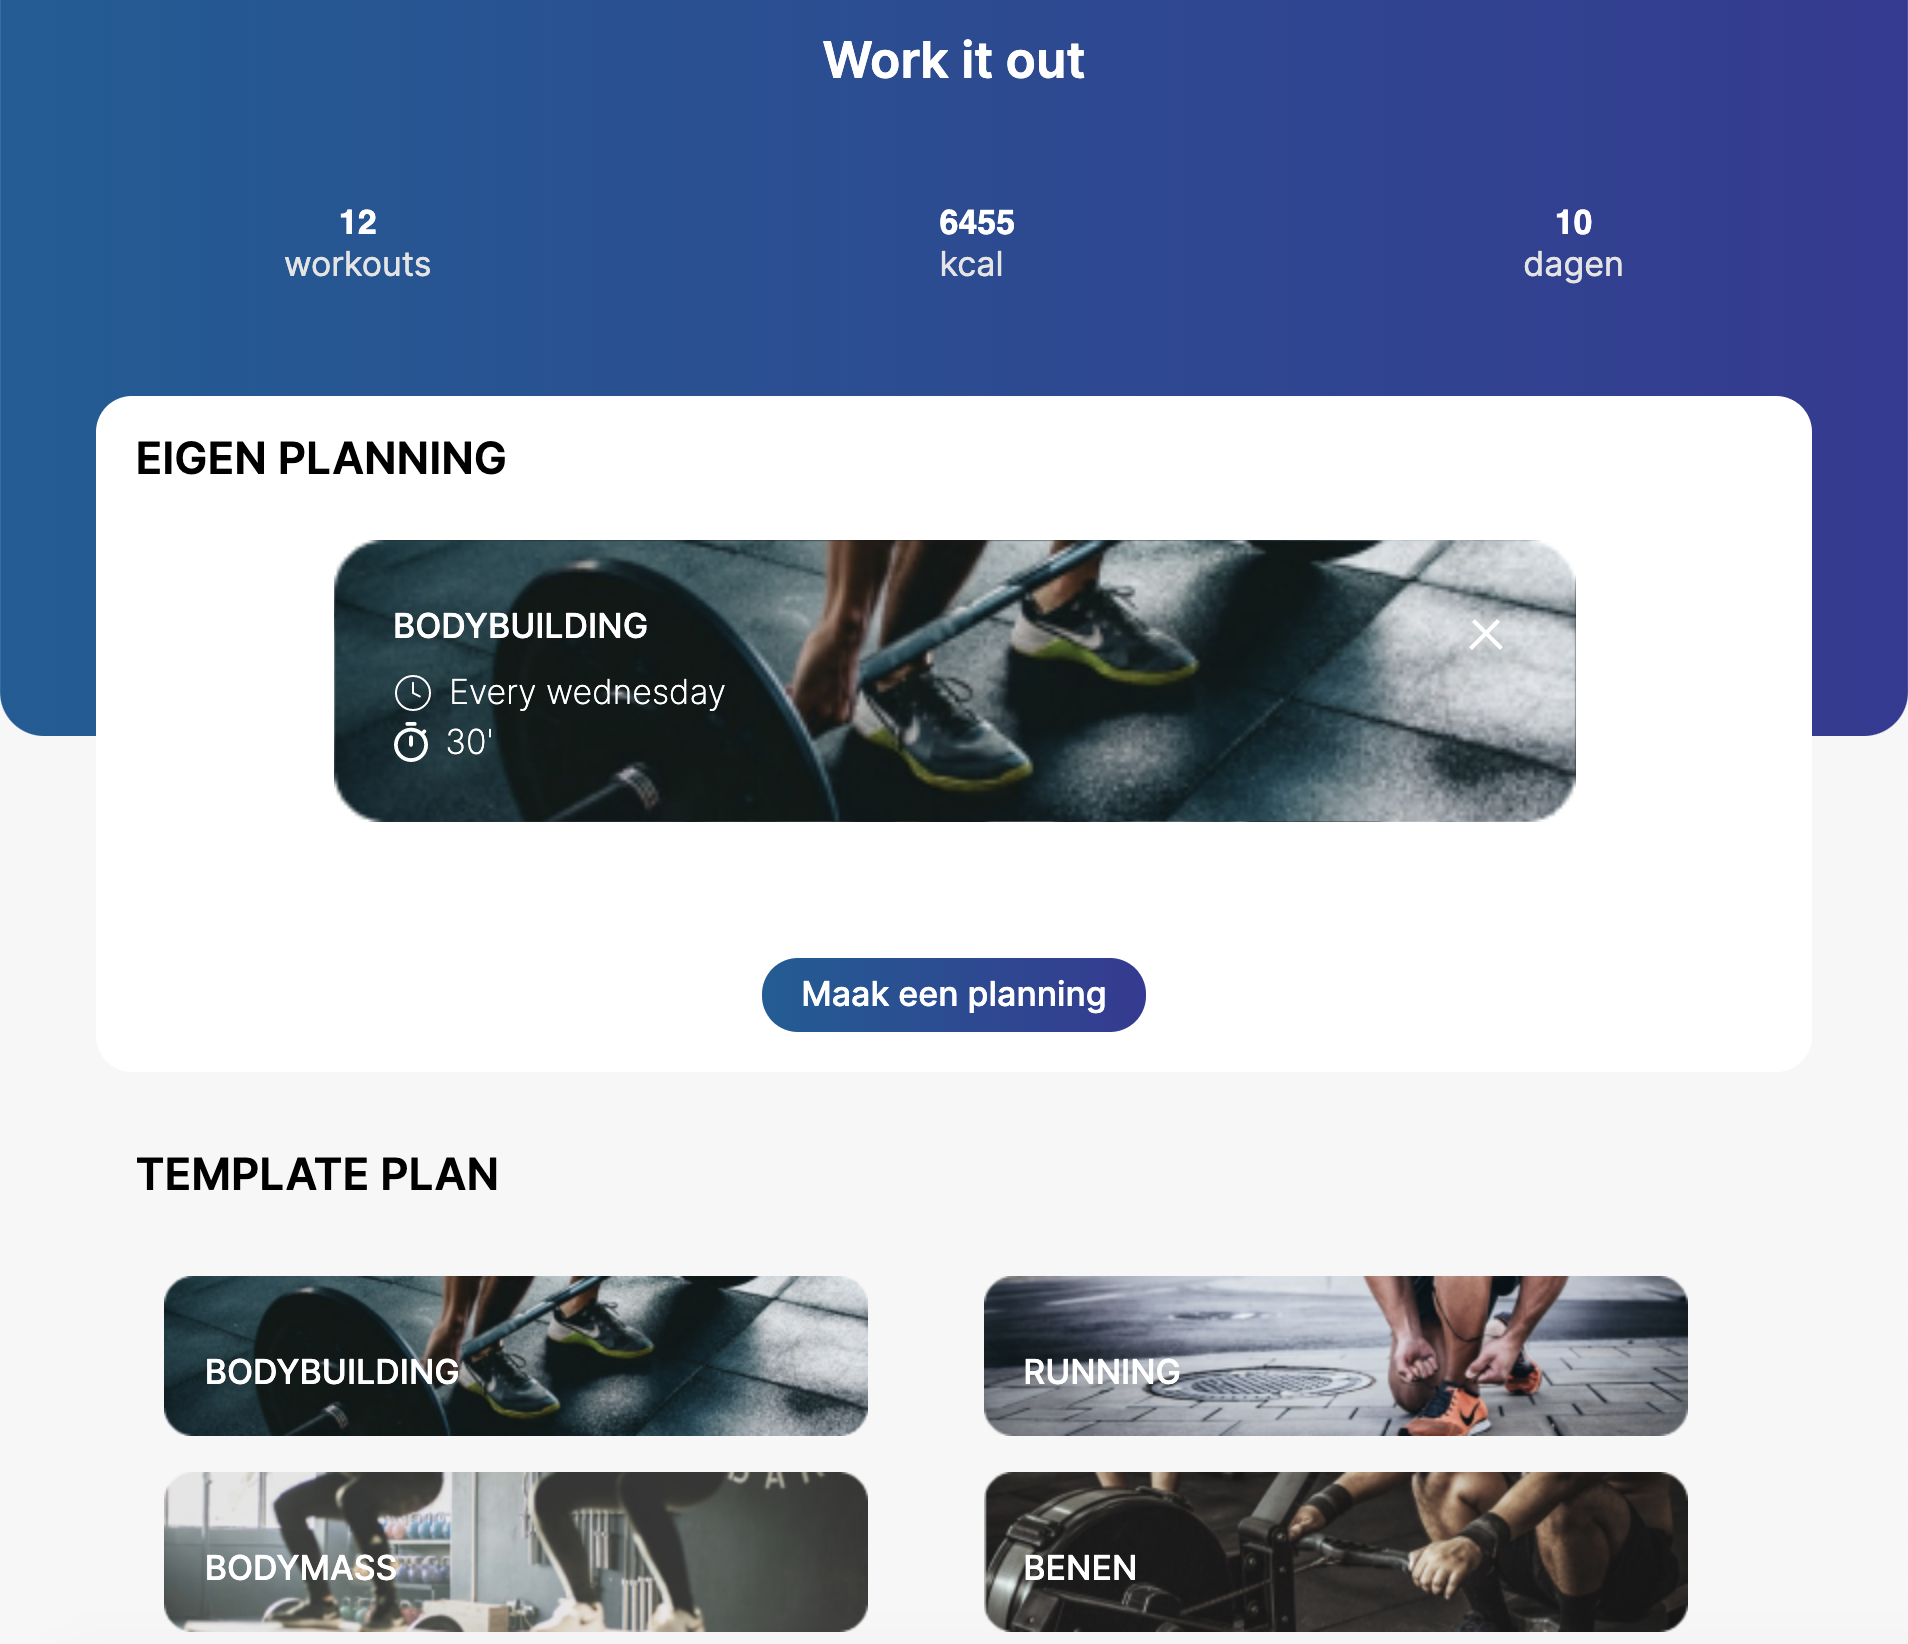 Work it out
12
workouts
6455
kcal
10
dagen
EIGEN PLANNING
BODYBUILDING
Every wednesday
30'
Maak een planning
TEMPLATE PLAN
BODYBUILDING
RUNNING
BODYMASS
BENEN